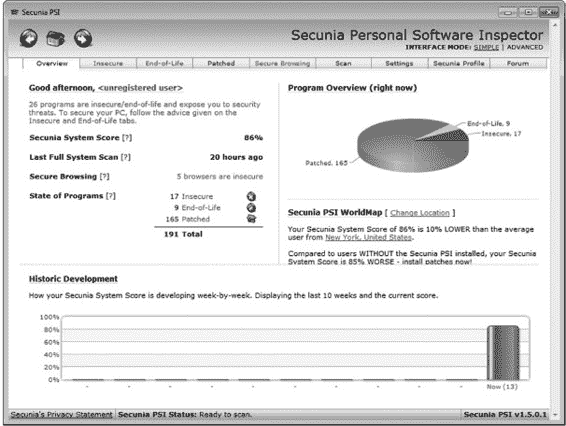 Secunia PSI
Secunia Personal Software Inspector
INTERFACE MODE: SIMPLE | ADVANCED
Overview Insecure End-of-Life Patched Secure Browsing Scan Settings Secunia Profile Forum
Good afternoon, <unregistered user>
26 programs are insecure/end-of-life and expose you to security
threats. To secure your PC, follow the advice given on the
Insecure and End-of-Life tabs.
Secunia System Score [?] 86%
Last Full System Scan [?] 20 hours ago
Secure Browsing [?] 5 browsers are insecure
State of Programs [?] 17 Insecure
9 End-of-Life
165 Patched
191 Total
Program Overview (right now)
End-of-Life, 9
Insecure, 17
Patched, 165
Secunia PSI WorldMap [ Change Location ]
Your Secunia System Score of 86% is 10% LOWER than the average
user from New York, United States.
Compared to users WITHOUT the Secunia PSI installed, your Secunia
System Score is 85% WORSE - install patches now!
Historic Development
How your Secunia System Score is developing week-by-week. Displaying the last 10 weeks and the current score.
100%
80%
60%
40%
20%
0%
- - - - - - - - - - Now (13)
Secunia's Privacy Statement Secunia PSI Status: Ready to scan. Secunia PSI v1.5.0.1